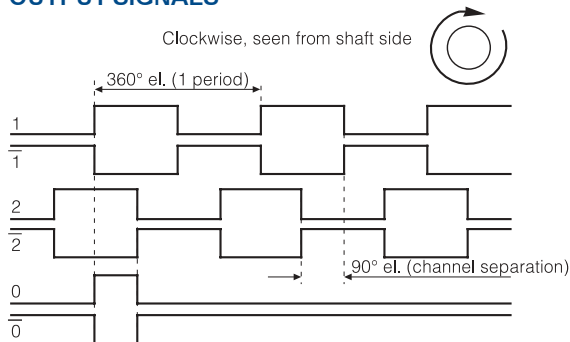 OUTPUT SIGNALS
Clockwise, seen from shaft side
360° el. (1 period)
1
1̅
2
2̅
90° el. (channel separation)
0
0̅